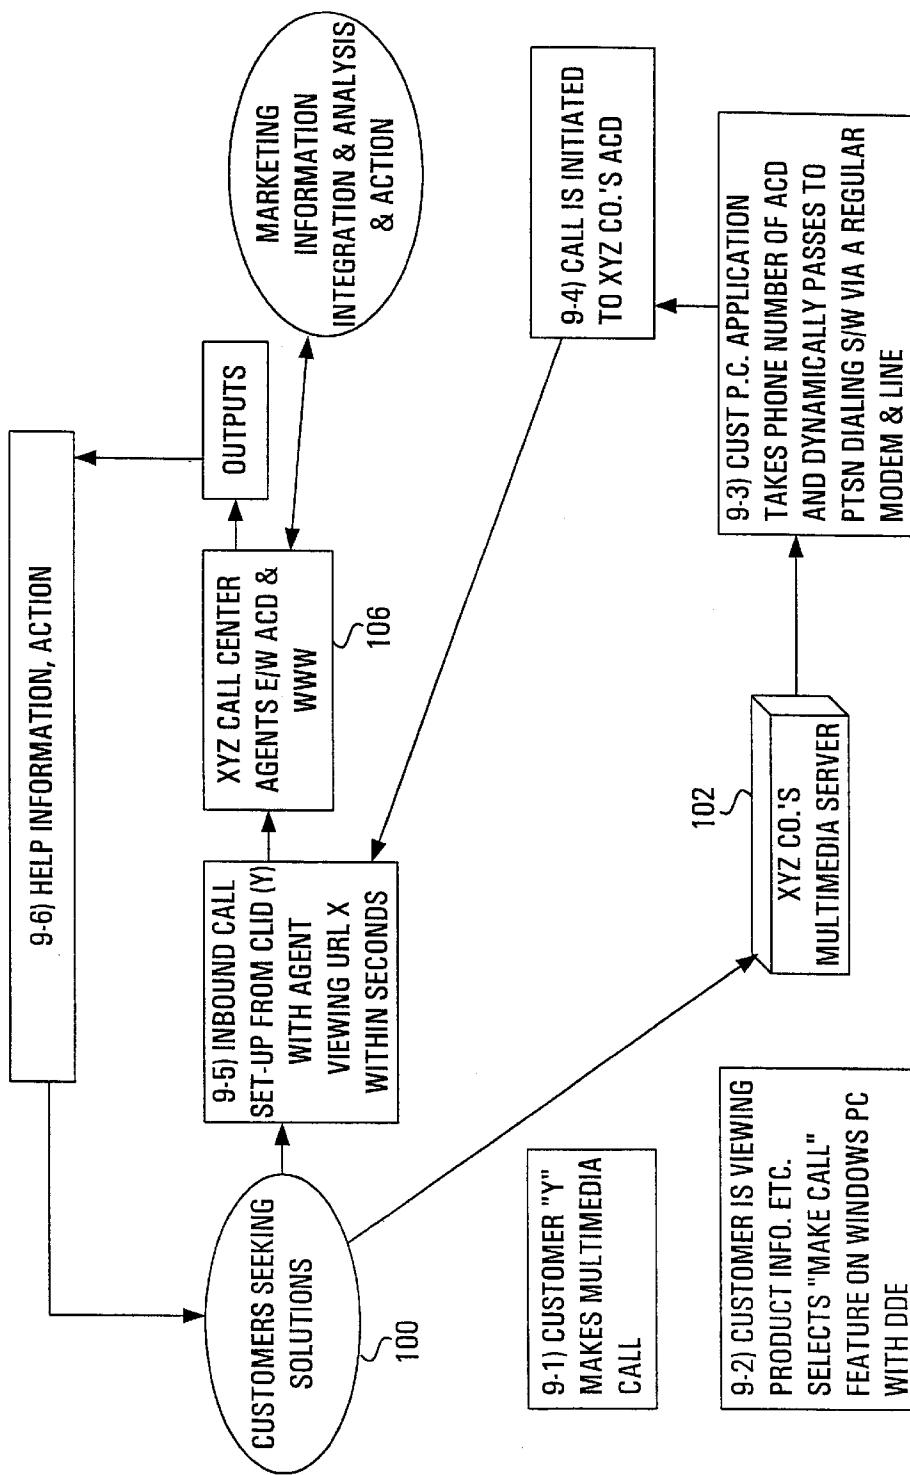 9-6) HELP INFORMATION, ACTION
CUSTOMERS SEEKING
SOLUTIONS
100
9-5) INBOUND CALL
SET-UP FROM CLID (Y)
WITH AGENT
VIEWING URL X
WITHIN SECONDS
XYZ CALL CENTER
AGENTS E/W ACD &
WWW
106
OUTPUTS
MARKETING
INFORMATION
INTEGRATION & ANALYSIS
& ACTION
9-1) CUSTOMER "Y"
MAKES MULTIMEDIA
CALL
9-4) CALL IS INITIATED
TO XYZ CO.'S ACD
9-2) CUSTOMER IS VIEWING
PRODUCT INFO. ETC.
SELECTS "MAKE CALL"
FEATURE ON WINDOWS PC
WITH DDE
102
XYZ CO.'S
MULTIMEDIA SERVER
9-3) CUST P.C. APPLICATION
TAKES PHONE NUMBER OF ACD
AND DYNAMICALLY PASSES TO
PTSN DIALING S/W VIA A REGULAR
MODEM & LINE